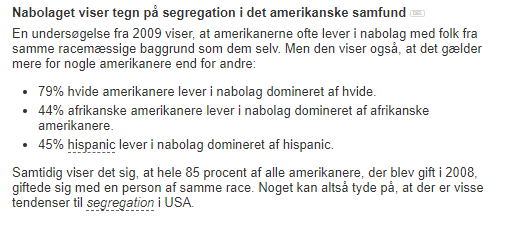 Nabolaget viser tegn på segregation i det amerikanske samfund
En undersøgelse fra 2009 viser, at amerikanerne ofte lever i nabolag med folk fra
samme racemæssige baggrund som dem selv. Men den viser også, at det gælder
mere for nogle amerikanere end for andre:
• 79% hvide amerikanere lever i nabolag domineret af hvide.
• 44% afrikanske amerikanere lever i nabolag domineret af afrikanske
amerikanere.
• 45% hispanic lever i nabolag domineret af hispanic.
Samtidig viser det sig, at hele 85 procent af alle amerikanere, der blev gift i 2008,
giftede sig med en person af samme race. Noget kan altså tyde på, at der er visse
tendenser til segregation i USA.